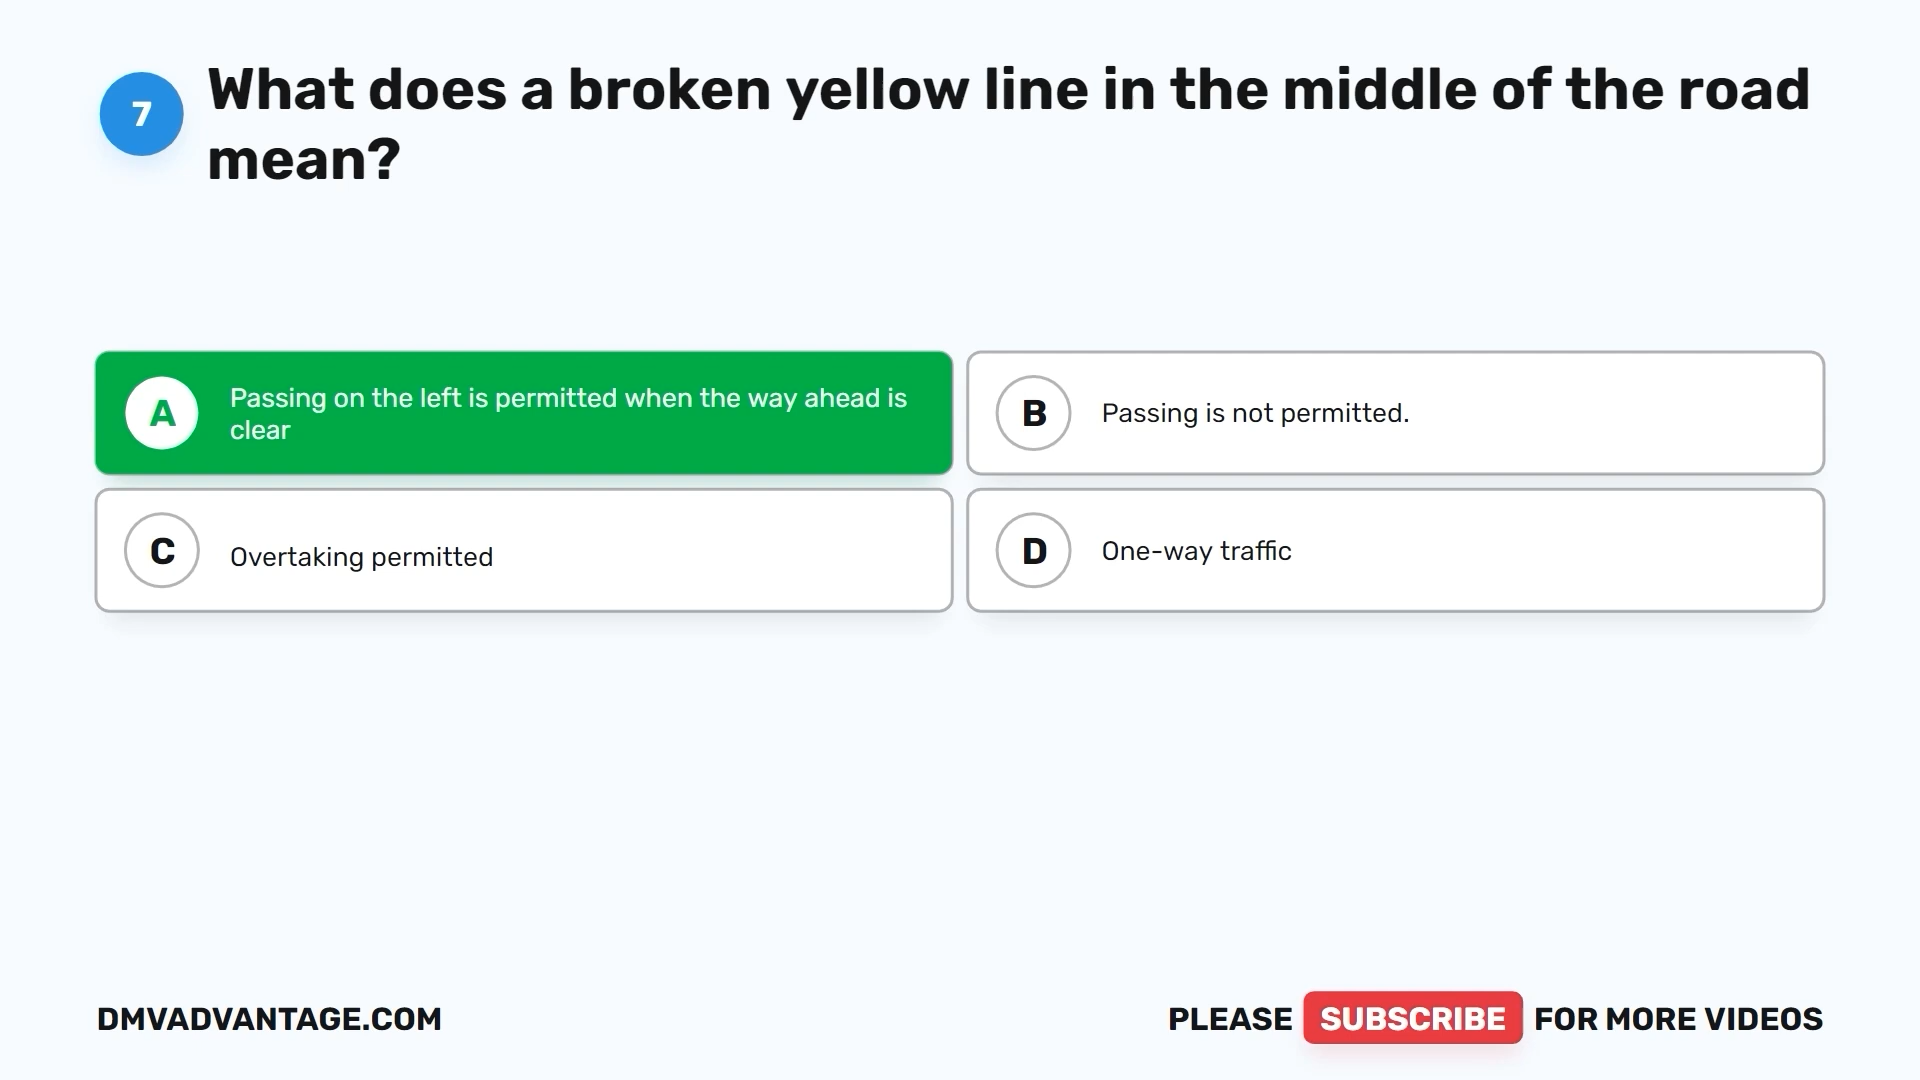 7
What does a broken yellow line in the middle of the road
mean?
A
Passing on the left is permitted when the way ahead is
clear
B
Passing is not permitted.
C
Overtaking permitted
D
One-way traffic
DMVADVANTAGE.COM
PLEASE SUBSCRIBE FOR MORE VIDEOS